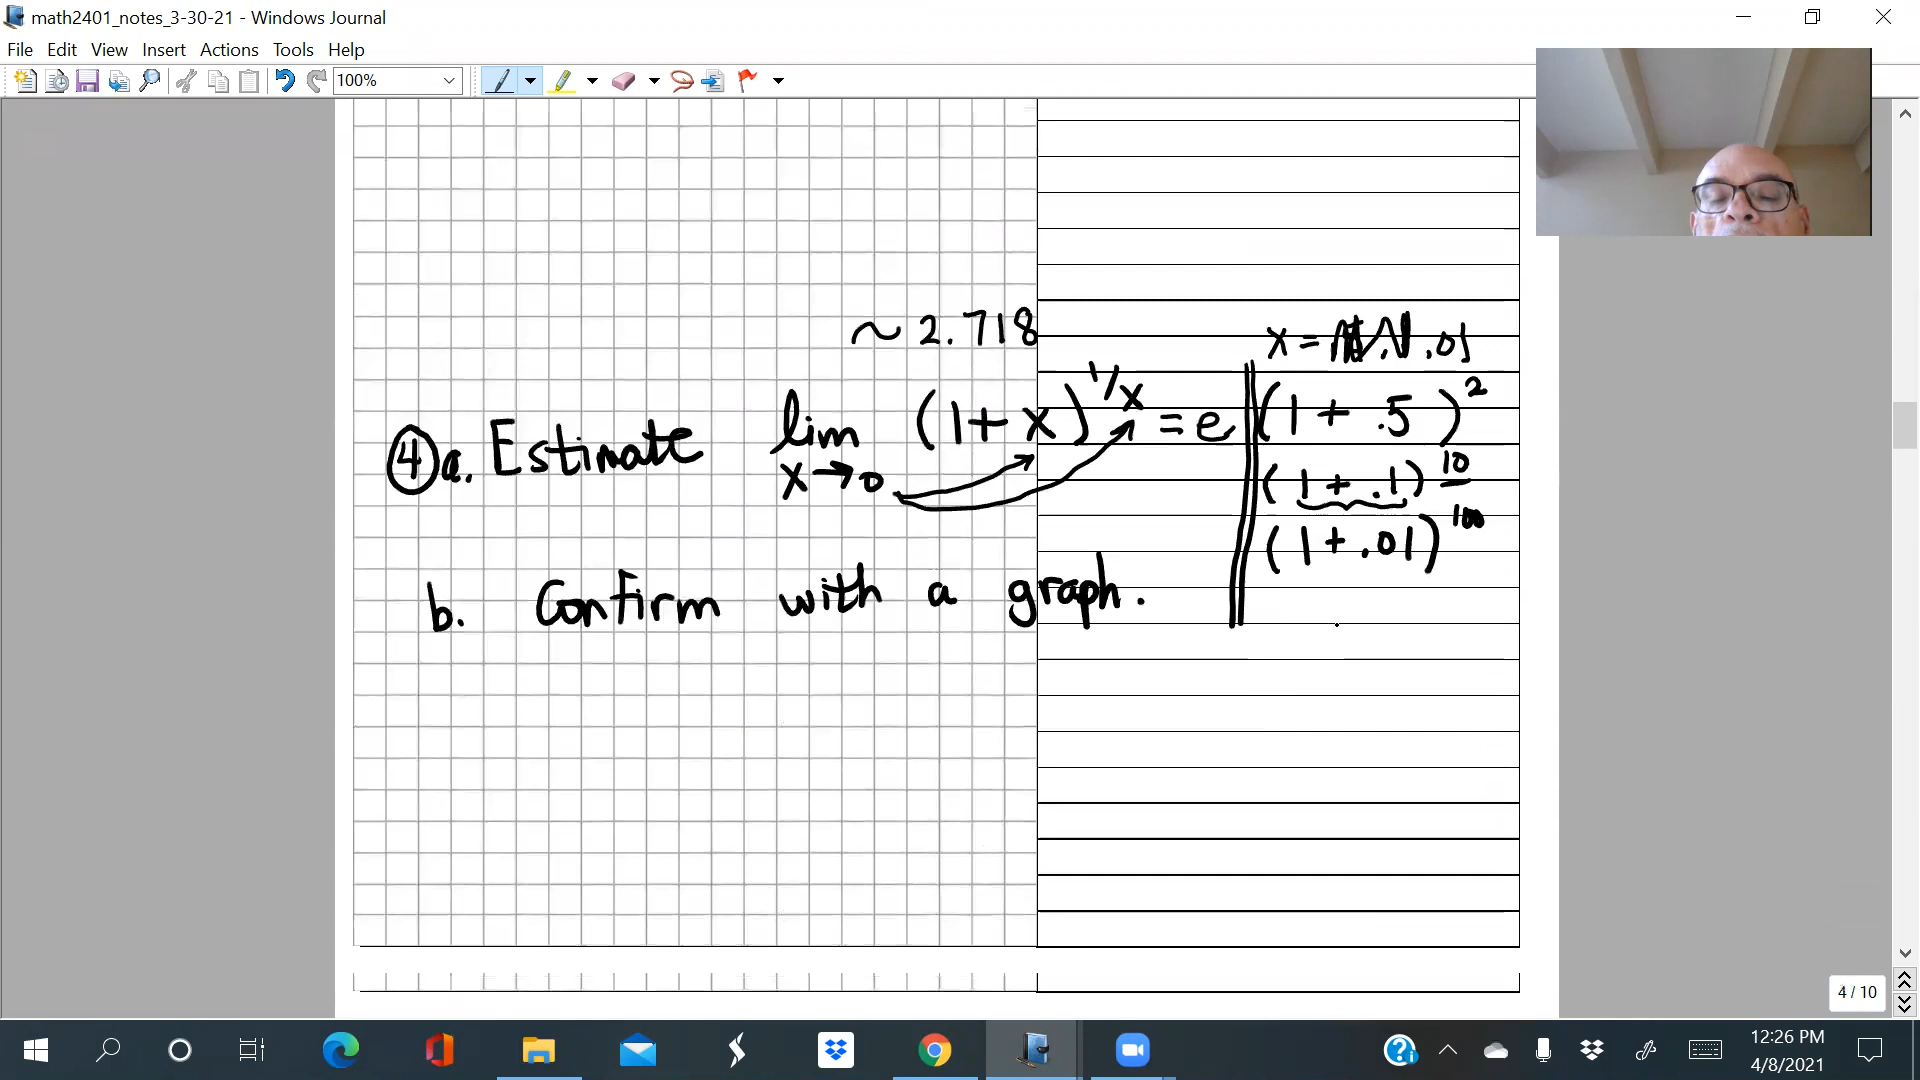 math2401_notes_3-30-21 - Windows Journal
File Edit View Insert Actions Tools Help
100%
~ 2.718
x = .01
④a. Estimate lim x→0 (1 + x)^1/x = e
(1 + .5)^2
(1 + .1)^10
(1 + .01)^100
b. Confirm with a graph.
4 / 10
12:26 PM
4/8/2021